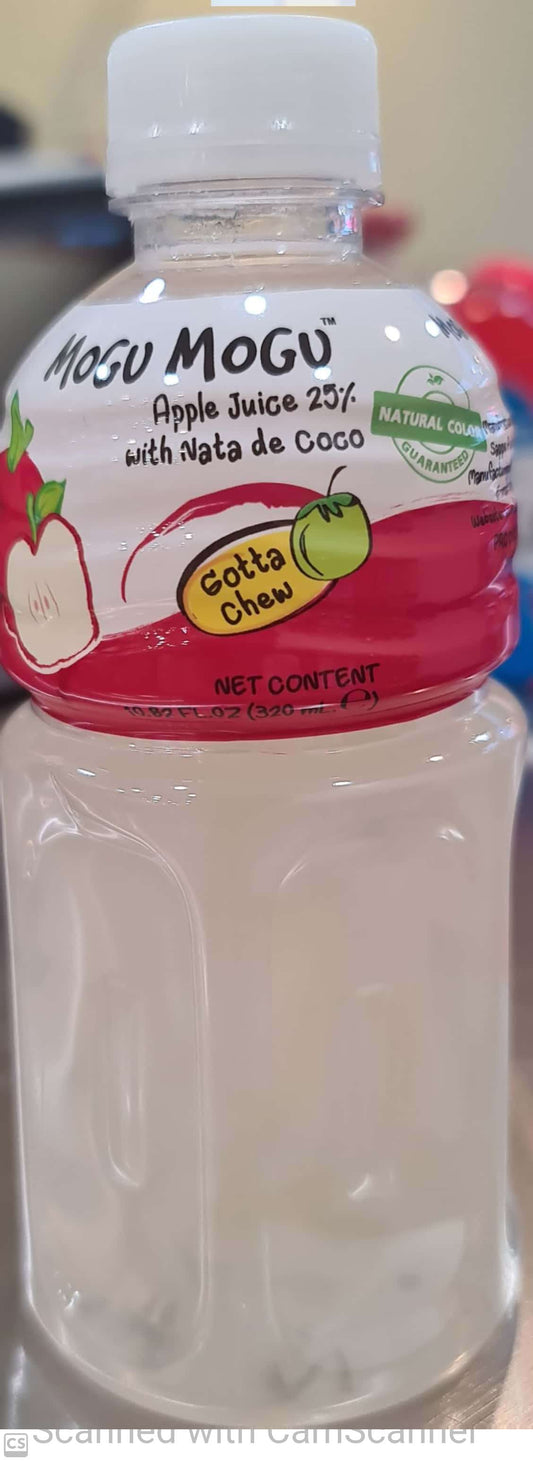 MOGU MOGU™
Apple Juice 25%
with Nata de Coco
NATURAL COLOR
GUARANTEED
Gotta
Chew
NET CONTENT
10.82 FL.OZ (320 mL. ℮)
CS Scanned with CamScanner